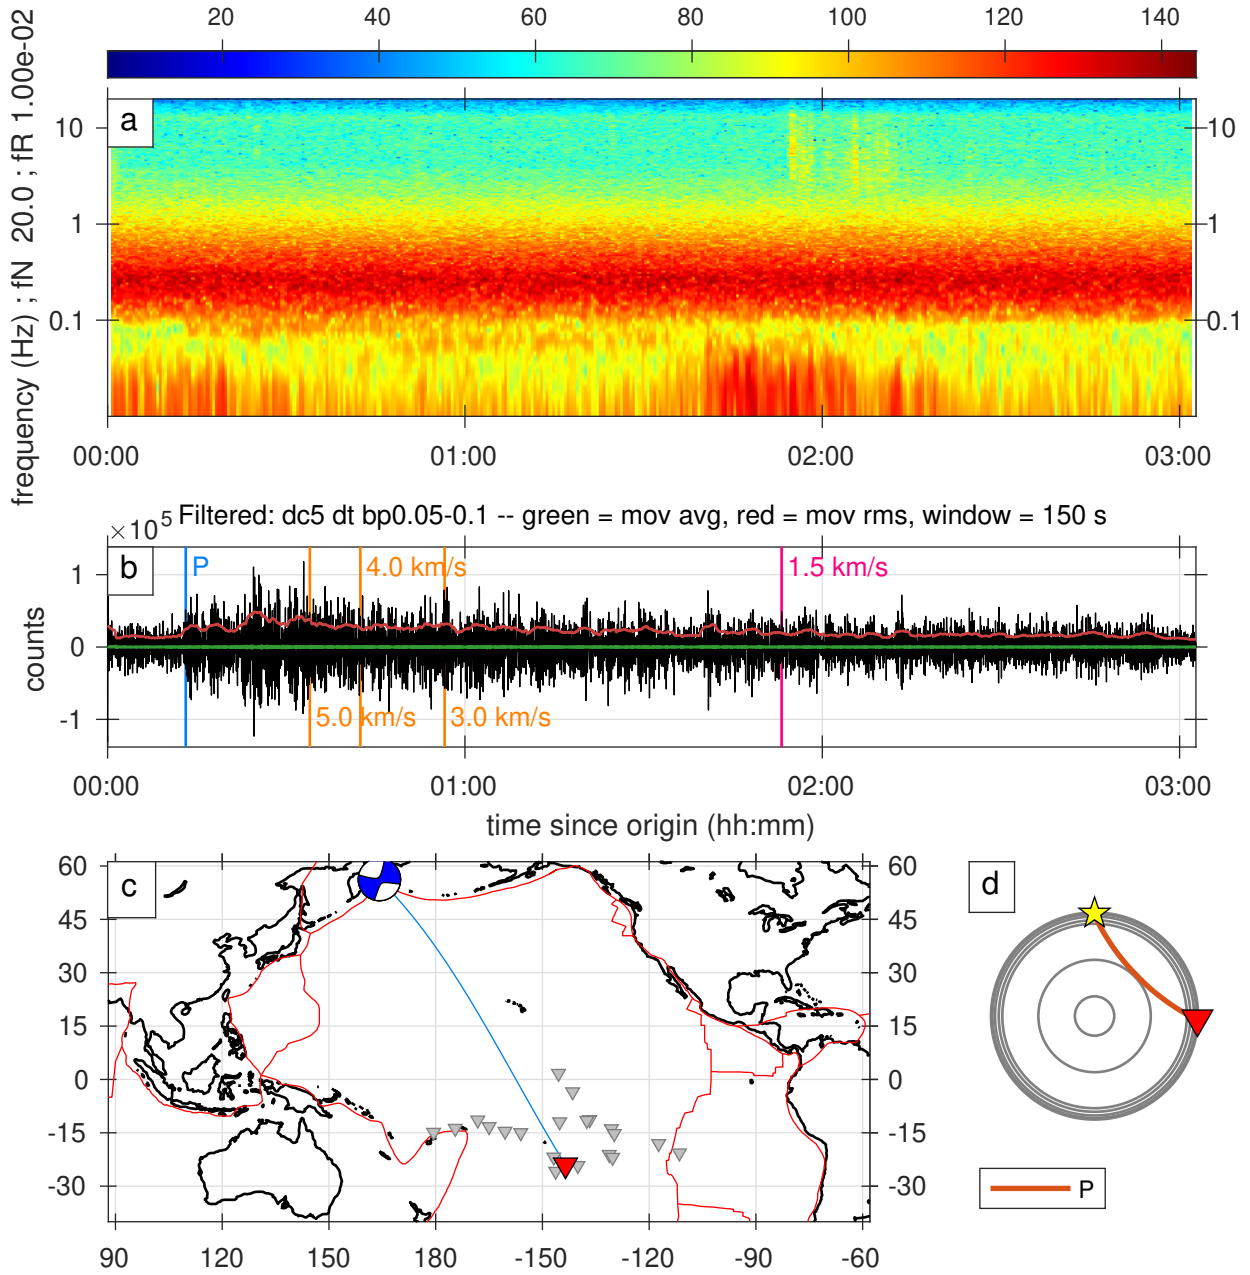 20 40 60 80 100 120 140
frequency (Hz) ; fN 20.0 ; fR 1.00e-02
a
10 10
1 1
0.1 0.1
00:00 01:00 02:00 03:00
×10^5 Filtered: dc5 dt bp0.05-0.1 -- green = mov avg, red = mov rms, window = 150 s
b
P 4.0 km/s 1.5 km/s
5.0 km/s 3.0 km/s
counts
1
0
-1
00:00 01:00 02:00 03:00
time since origin (hh:mm)
c
60 60
45 45
30 30
15 15
0 0
-15 -15
-30 -30
90 120 150 180 -150 -120 -90 -60
d
P